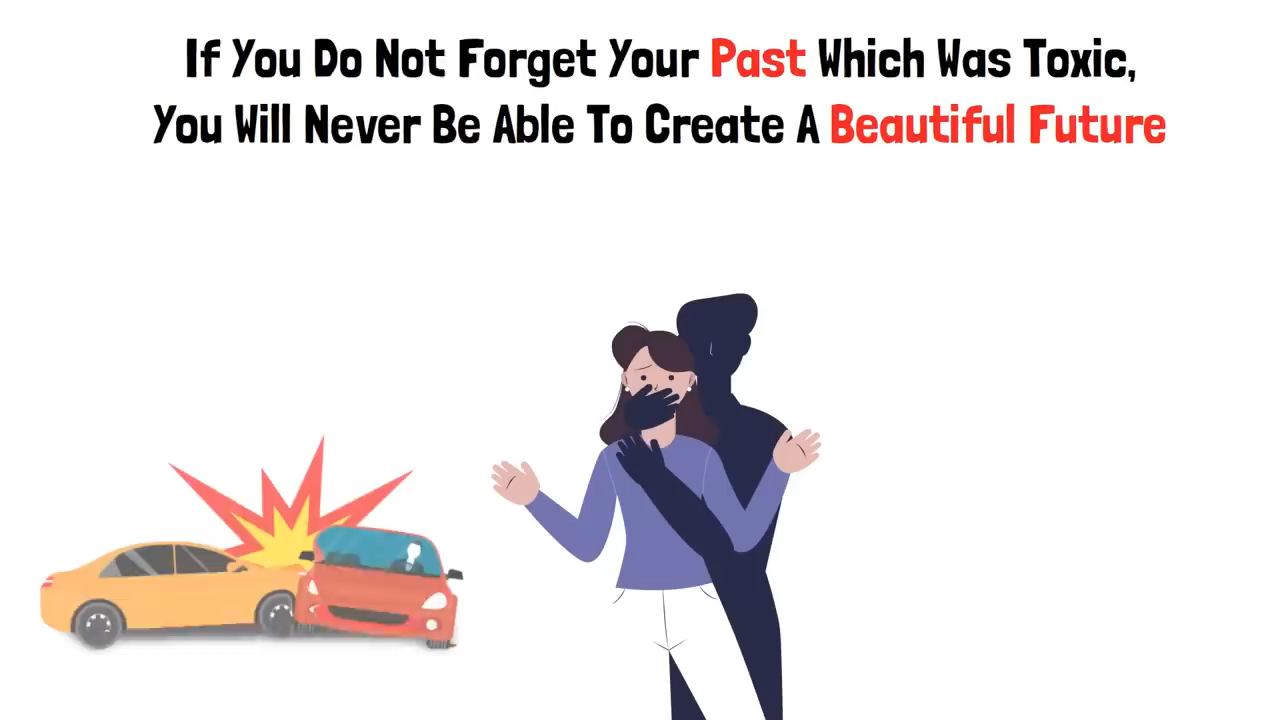 If You Do Not Forget Your Past Which Was Toxic,
You Will Never Be Able To Create A Beautiful Future